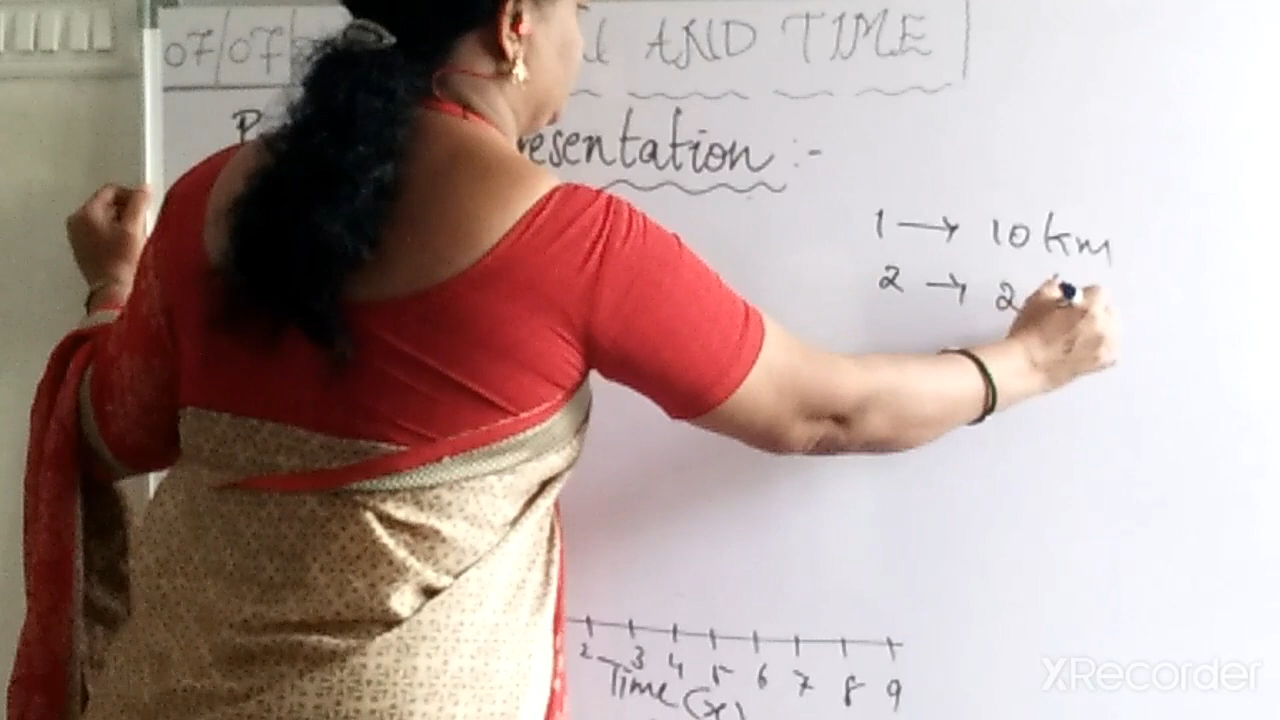 07/07 AND TIME
resentation :-
1 → 10 km
2 → 2
2 3 4 5 6 7 8 9
Time (x)
XRecorder